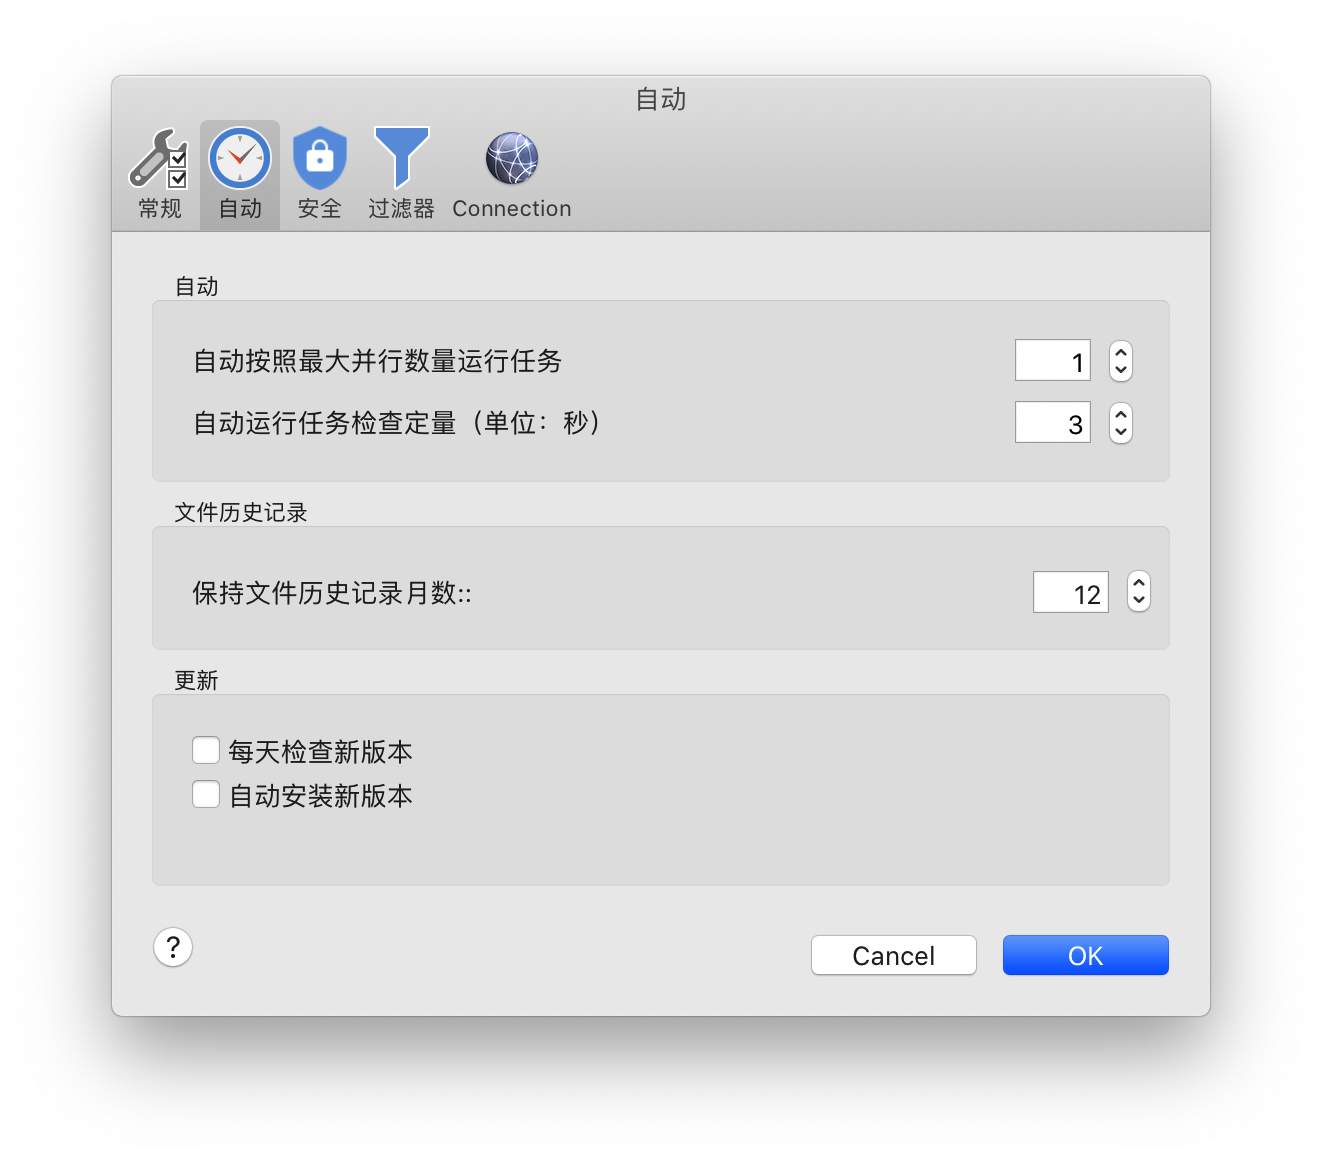 自动
常规
自动
安全
过滤器
Connection
自动
自动按照最大并行数量运行任务
1
自动运行任务检查定量（单位：秒）
3
文件历史记录
保持文件历史记录月数::
12
更新
每天检查新版本
自动安装新版本
?
Cancel
OK